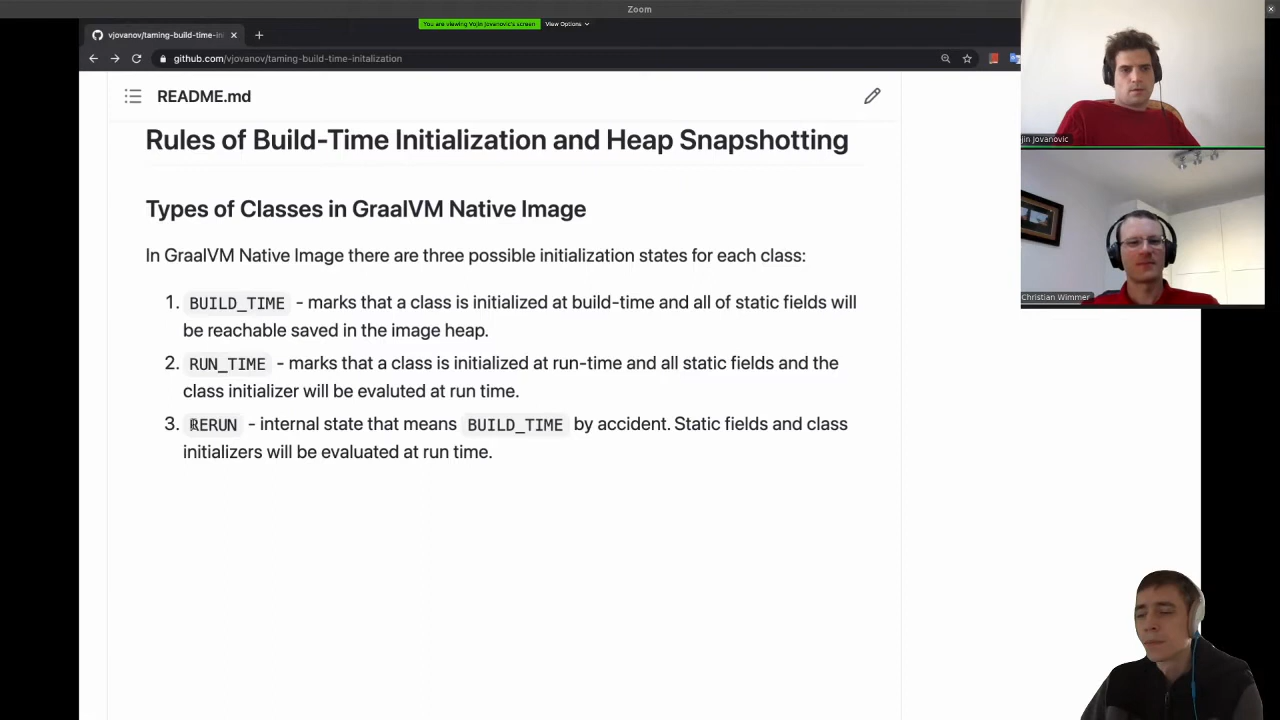 Zoom
vjovanov/taming-build-time-in
You are viewing Vojin Jovanovic's screen
View Options
github.com/vjovanov/taming-build-time-initalization
README.md
Rules of Build-Time Initialization and Heap Snapshotting
Types of Classes in GraalVM Native Image
In GraalVM Native Image there are three possible initialization states for each class:
1. BUILD_TIME - marks that a class is initialized at build-time and all of static fields will
be reachable saved in the image heap.
2. RUN_TIME - marks that a class is initialized at run-time and all static fields and the
class initializer will be evaluted at run time.
3. RERUN - internal state that means BUILD_TIME by accident. Static fields and class
initializers will be evaluated at run time.
jin Jovanovic
Christian Wimmer